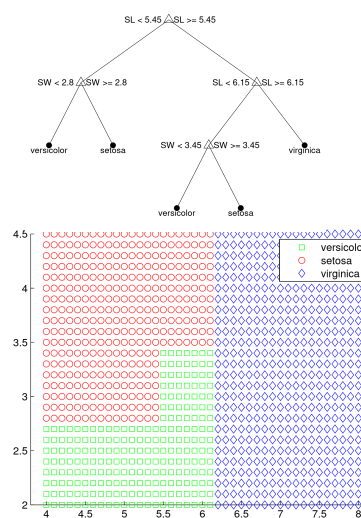 SL < 5.45 SL >= 5.45
SW < 2.8 SW >= 2.8 SL < 6.15 SL >= 6.15
versicolor setosa SW < 3.45 SW >= 3.45 virginica
versicolor setosa
4.5
versicolo
setosa
virginica
4
3.5
3
2.5
2
4 4.5 5 5.5 6 6.5 7 7.5 8